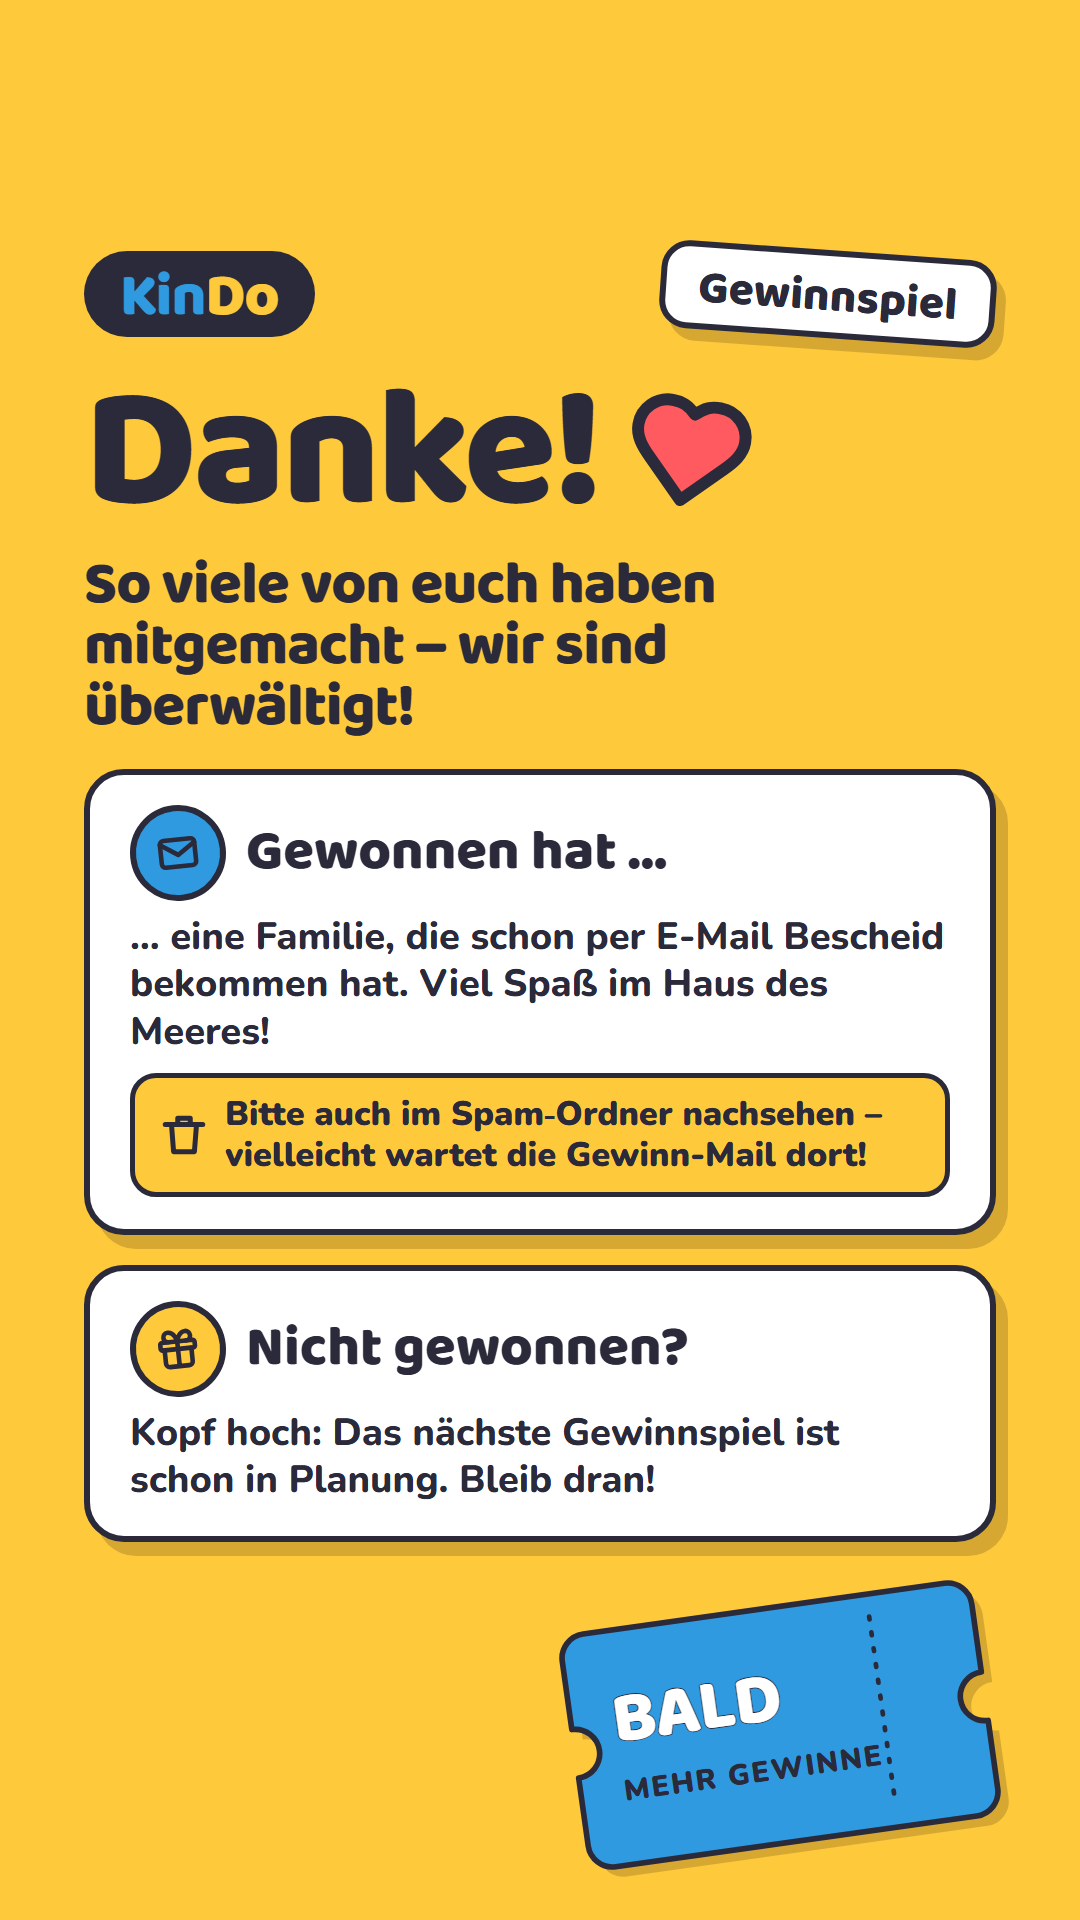 KinDo
Gewinnspiel
Danke!
So viele von euch haben
mitgemacht – wir sind
überwältigt!
Gewonnen hat ...
... eine Familie, die schon per E-Mail Bescheid
bekommen hat. Viel Spaß im Haus des
Meeres!
Bitte auch im Spam-Ordner nachsehen –
vielleicht wartet die Gewinn-Mail dort!
Nicht gewonnen?
Kopf hoch: Das nächste Gewinnspiel ist
schon in Planung. Bleib dran!
BALD
MEHR GEWINNE